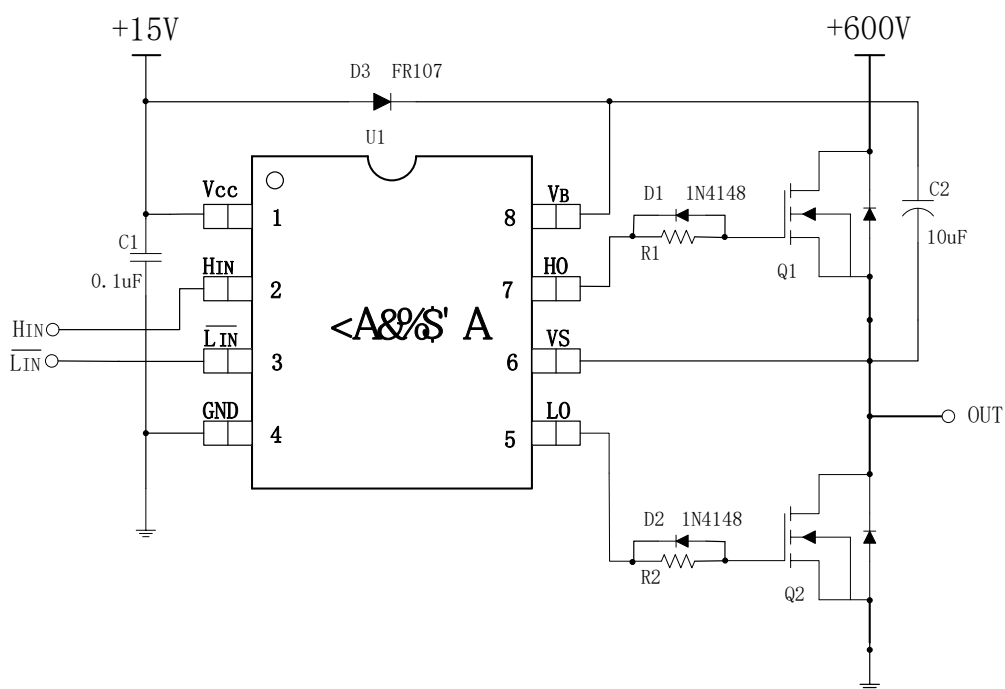 +15V
+600V
D3 FR107
U1
Vcc
1
8
VB
D1 1N4148
C2
C1
0.1uF
HIN
2
7
HO
R1
Q1
10uF
<A&%$' A
HIN
LIN
LIN
3
6
VS
GND
4
5
LO
OUT
D2 1N4148
R2
Q2